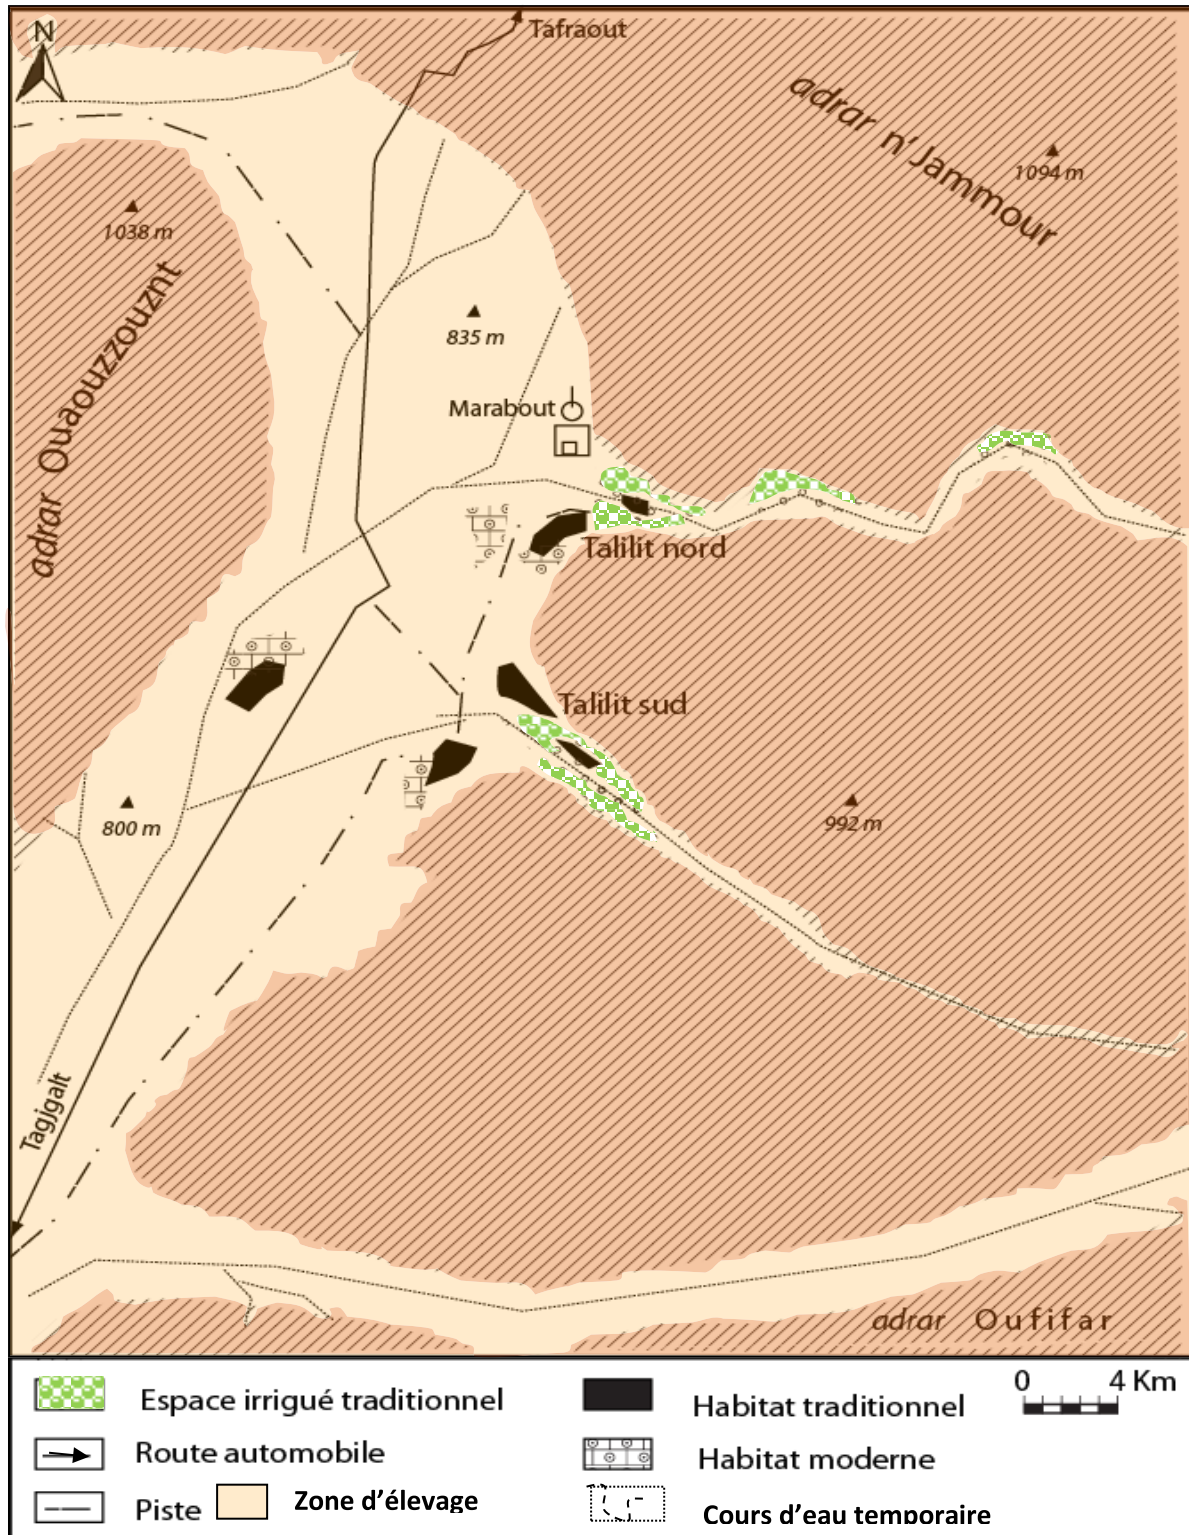 N
Tafraout
adrar n'Jammour
1094 m
1038 m
adrar Ouaouzzouznt
835 m
Marabout
Talilit nord
Talilit sud
800 m
992 m
Tagjgalt
adrar Oufifar
Espace irrigué traditionnel
Habitat traditionnel
0 4 Km
Route automobile
Habitat moderne
Piste
Zone d'élevage
Cours d'eau temporaire